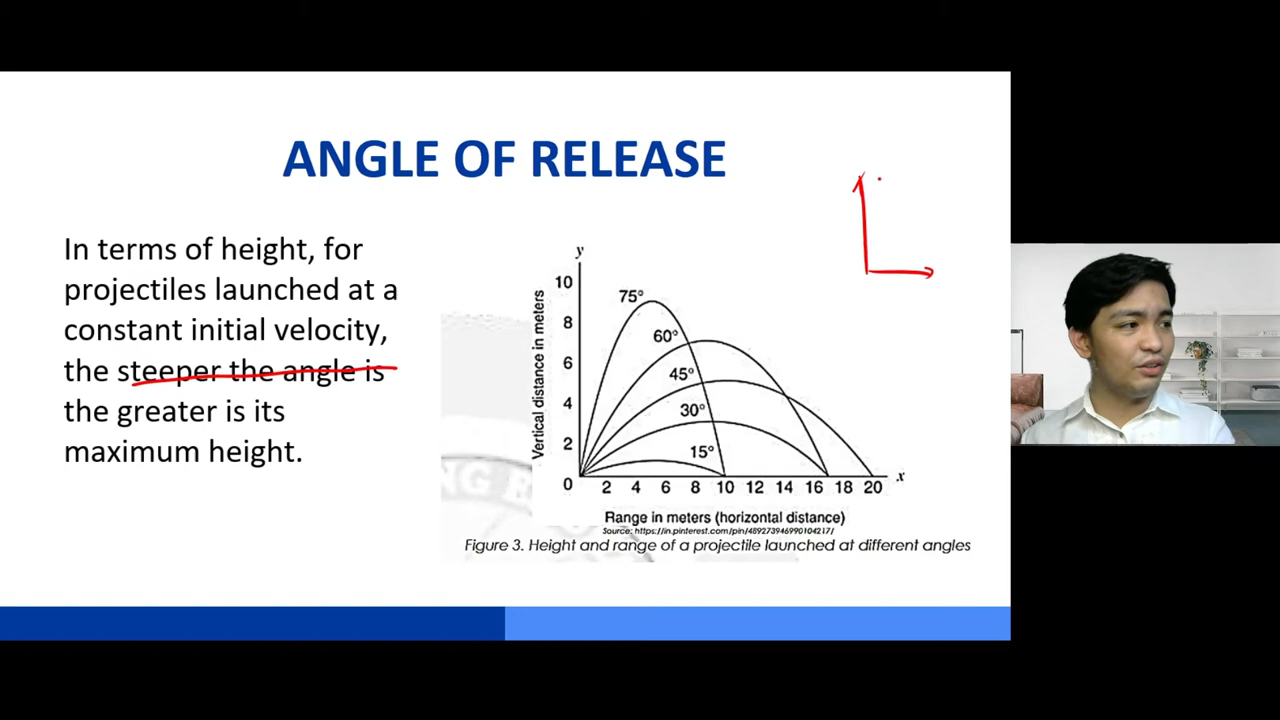 ANGLE OF RELEASE
In terms of height, for
projectiles launched at a
constant initial velocity,
the steeper the angle is
the greater is its
maximum height.
y
Vertical distance in meters
10
8
6
4
2
0
75°
60°
45°
30°
15°
2 4 6 8 10 12 14 16 18 20
x
Range in meters (horizontal distance)
Source: https://in.pinterest.com/pin/489273946990104217/
Figure 3. Height and range of a projectile launched at different angles